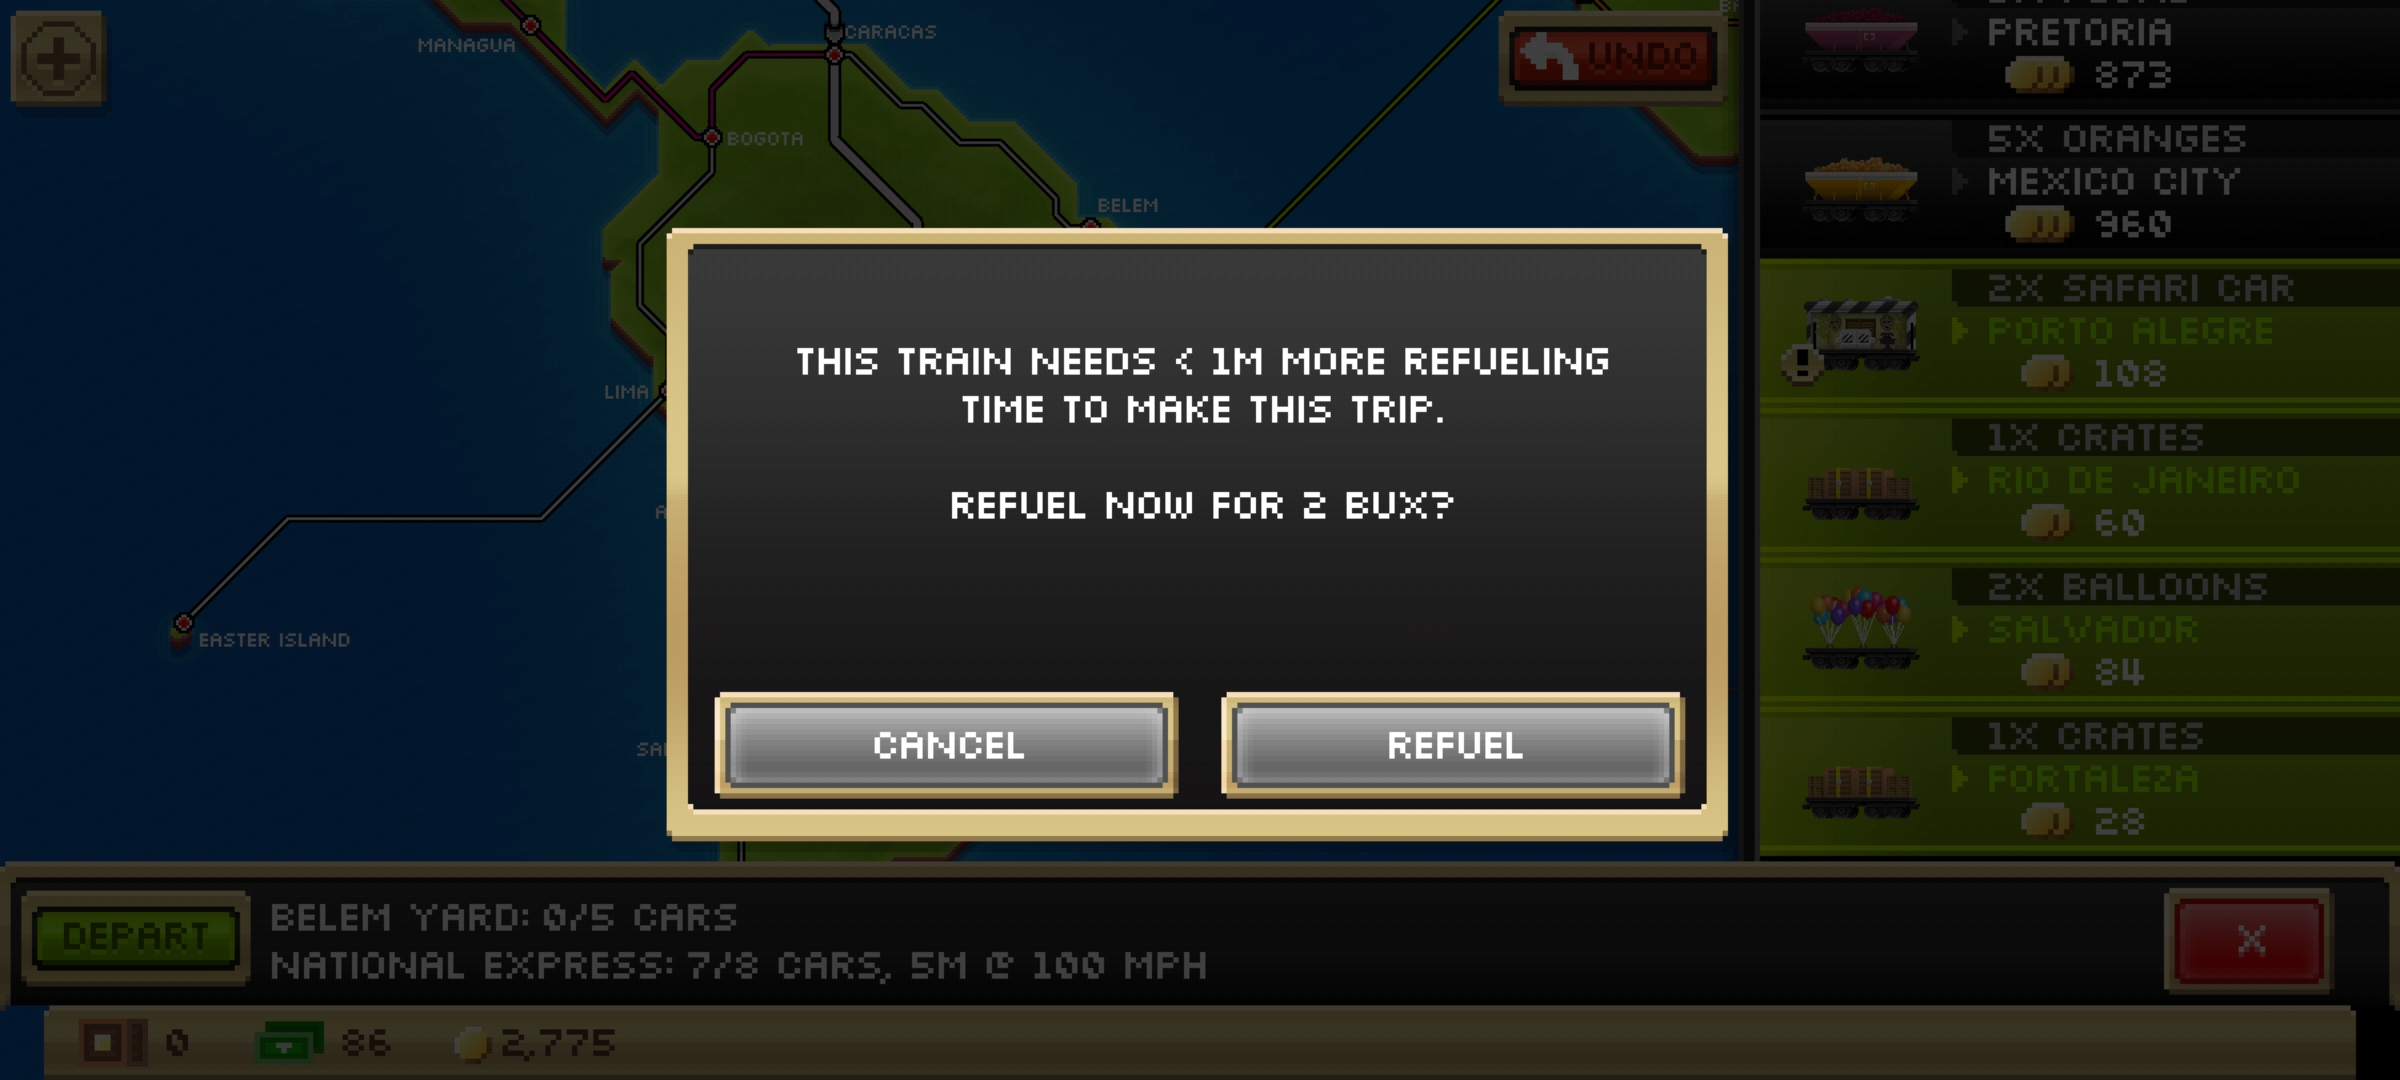 MANAGUA
CARACAS
BOGOTA
BELEM
LIMA
EASTER ISLAND
UNDO
PRETORIA
873
5X ORANGES
MEXICO CITY
960
2X SAFARI CAR
PORTO ALEGRE
108
1X CRATES
RIO DE JANEIRO
60
2X BALLOONS
SALVADOR
84
1X CRATES
FORTALEZA
28
THIS TRAIN NEEDS < 1M MORE REFUELING
TIME TO MAKE THIS TRIP.
REFUEL NOW FOR 2 BUX?
CANCEL
REFUEL
DEPART
BELEM YARD: 0/5 CARS
NATIONAL EXPRESS: 7/8 CARS, 5M @ 100 MPH
X
0
86
2,775